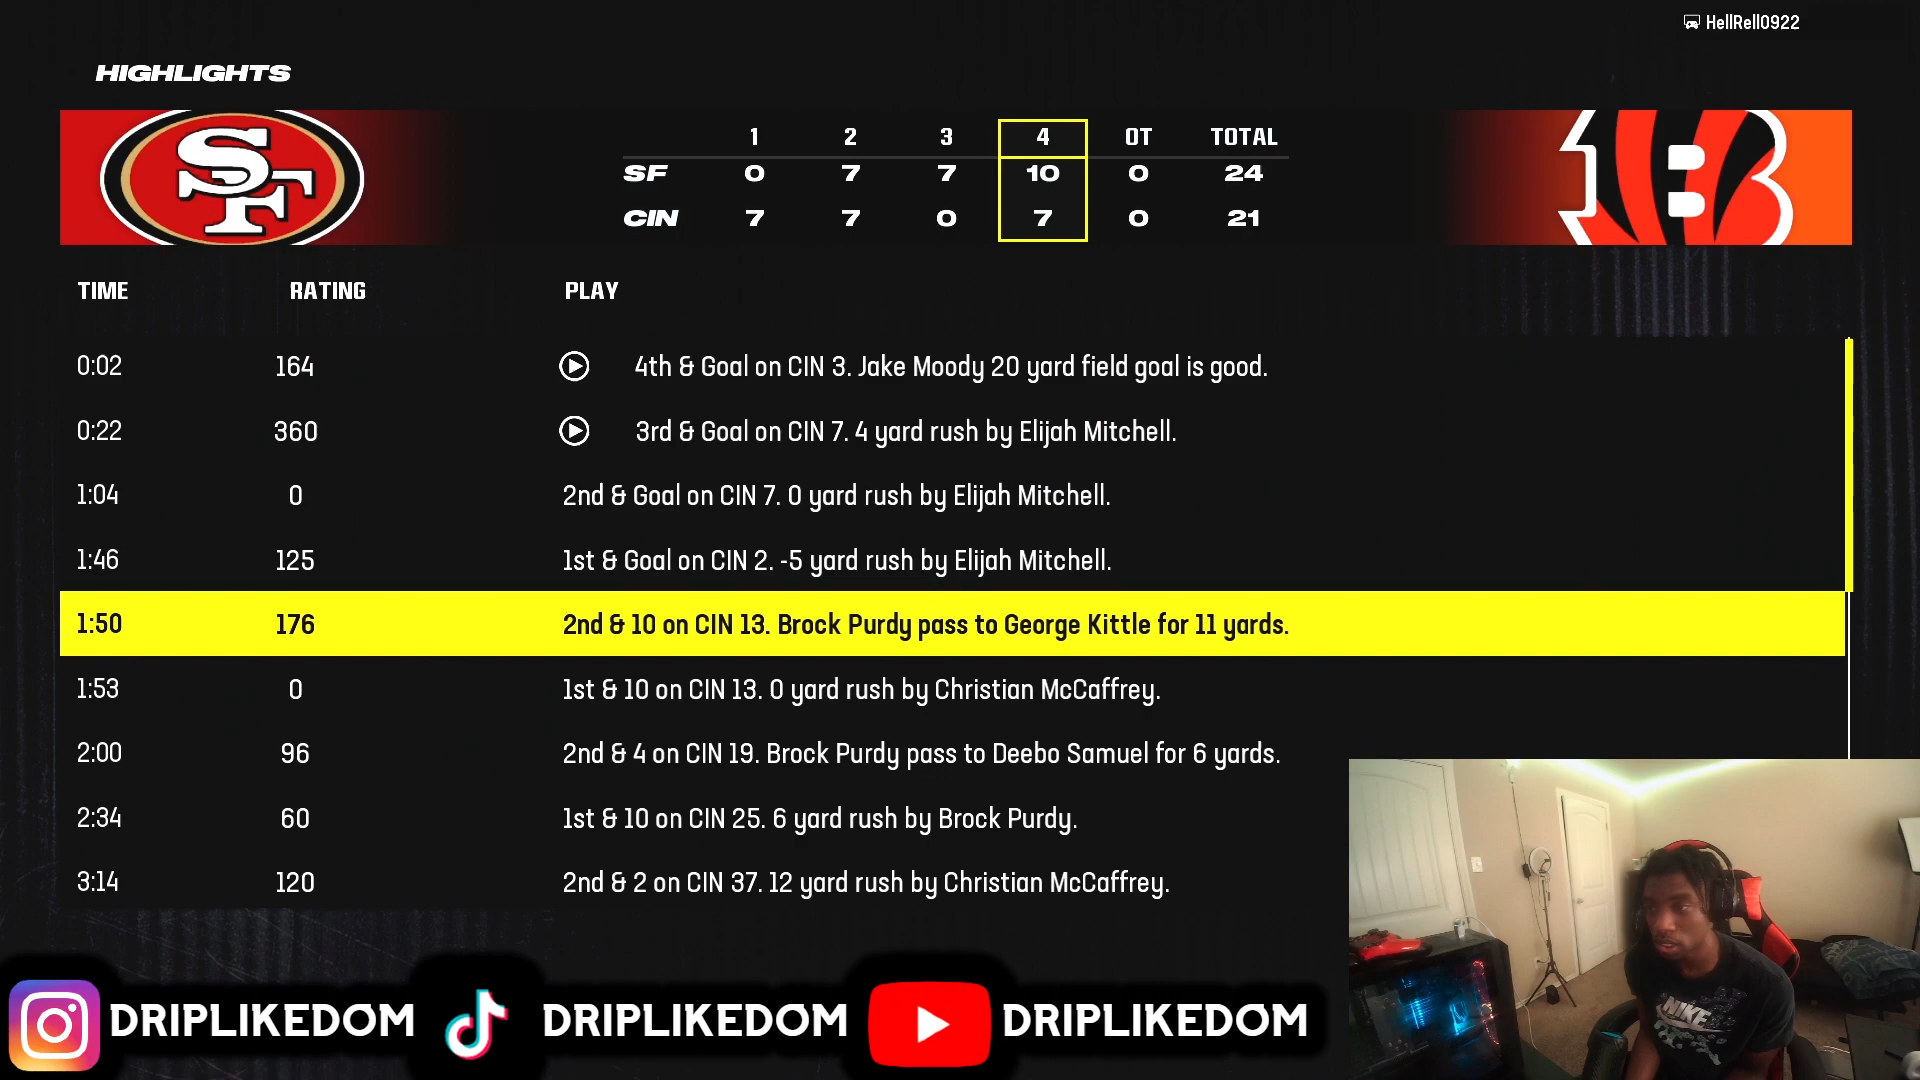 HellRell0922
HIGHLIGHTS
SF
1 2 3 4 OT TOTAL
SF 0 7 7 10 0 24
CIN 7 7 0 7 0 21
B
TIME RATING PLAY
0:02 164 4th & Goal on CIN 3. Jake Moody 20 yard field goal is good.
0:22 360 3rd & Goal on CIN 7. 4 yard rush by Elijah Mitchell.
1:04 0 2nd & Goal on CIN 7. 0 yard rush by Elijah Mitchell.
1:46 125 1st & Goal on CIN 2. -5 yard rush by Elijah Mitchell.
1:50 176 2nd & 10 on CIN 13. Brock Purdy pass to George Kittle for 11 yards.
1:53 0 1st & 10 on CIN 13. 0 yard rush by Christian McCaffrey.
2:00 96 2nd & 4 on CIN 19. Brock Purdy pass to Deebo Samuel for 6 yards.
2:34 60 1st & 10 on CIN 25. 6 yard rush by Brock Purdy.
3:14 120 2nd & 2 on CIN 37. 12 yard rush by Christian McCaffrey.
DRIPLIKEDOM DRIPLIKEDOM DRIPLIKEDOM
NIKE